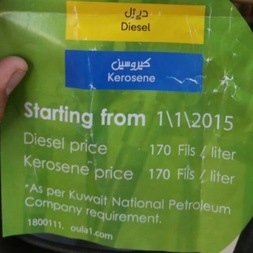 ديزل
Diesel
كيروسين
Kerosene
Starting from 1\1\2015
Diesel price 170 Fils / liter
Kerosene price 170 Fils / liter
*As per Kuwait National Petroleum
Company requirement.
1800111, oula1.com